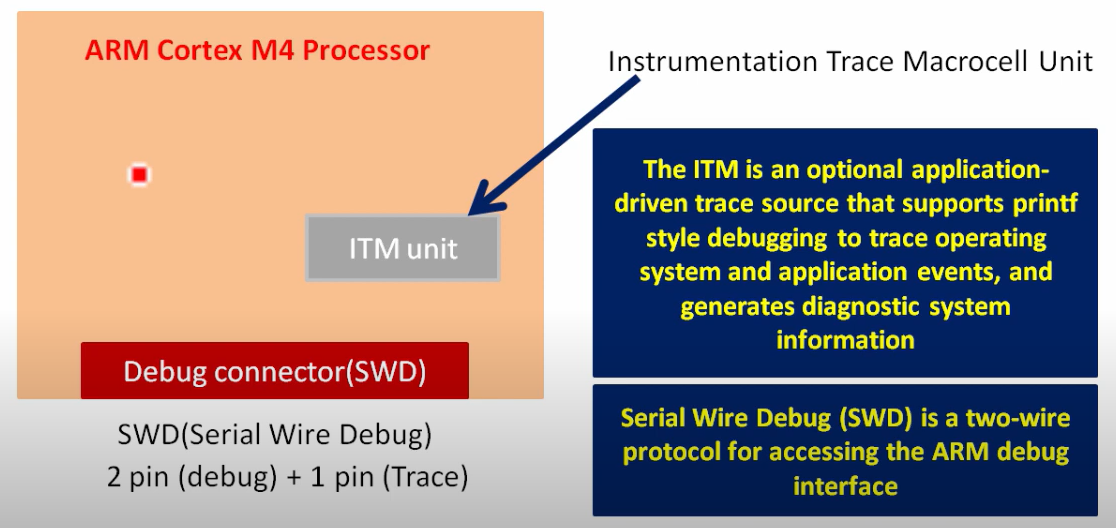 ARM Cortex M4 Processor
Instrumentation Trace Macrocell Unit
ITM unit
Debug connector(SWD)
SWD(Serial Wire Debug)
2 pin (debug) + 1 pin (Trace)
The ITM is an optional application-
driven trace source that supports printf
style debugging to trace operating
system and application events, and
generates diagnostic system
information
Serial Wire Debug (SWD) is a two-wire
protocol for accessing the ARM debug
interface